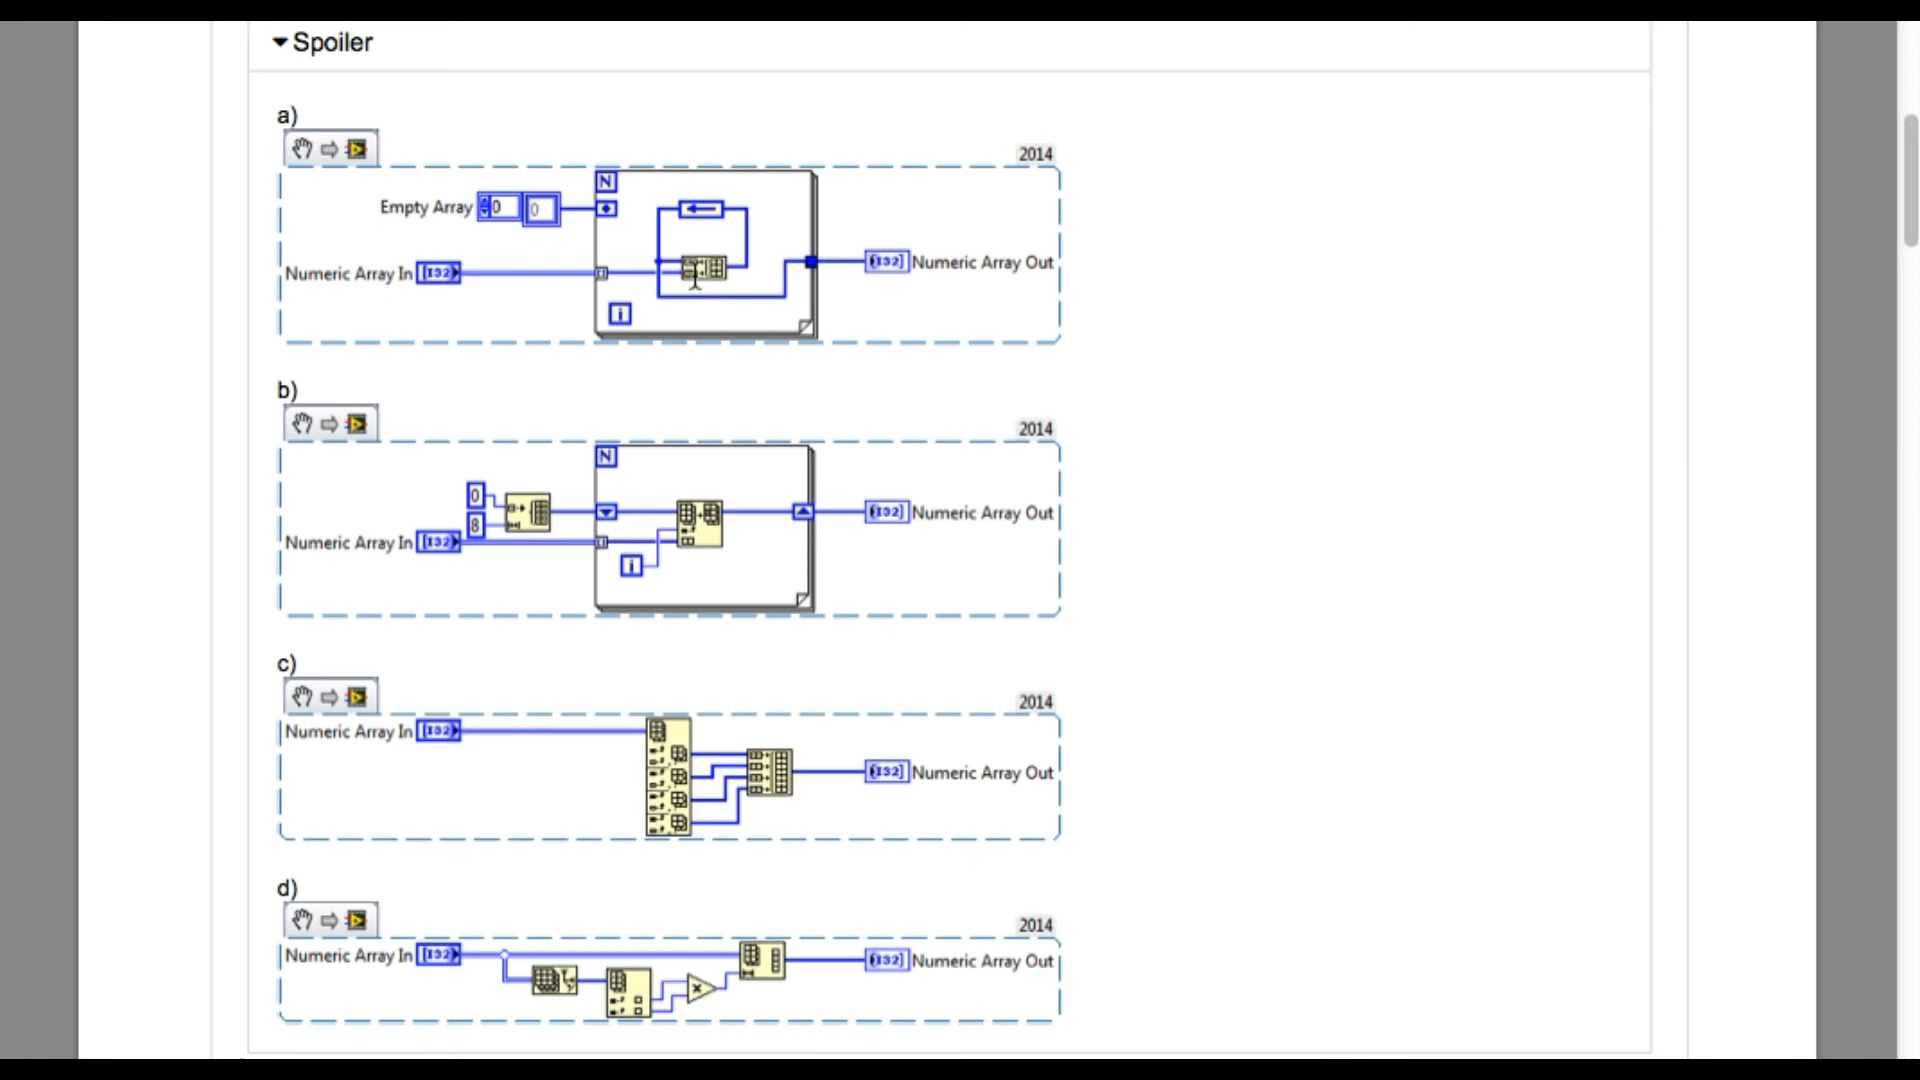 Spoiler
a)
2014
N
Empty Array 0 0
Numeric Array In [I32] [I32] Numeric Array Out
i
b)
2014
N
0
8
[I32] Numeric Array Out
Numeric Array In [I32]
i
c)
2014
Numeric Array In [I32]
[I32] Numeric Array Out
d)
2014
Numeric Array In [I32] [I32] Numeric Array Out
x